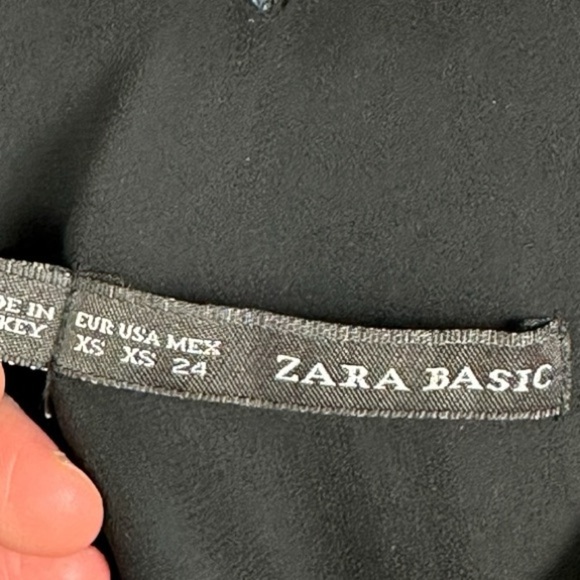 DE IN
KEY
EUR USA MEX
XS XS 24
ZARA BASIC